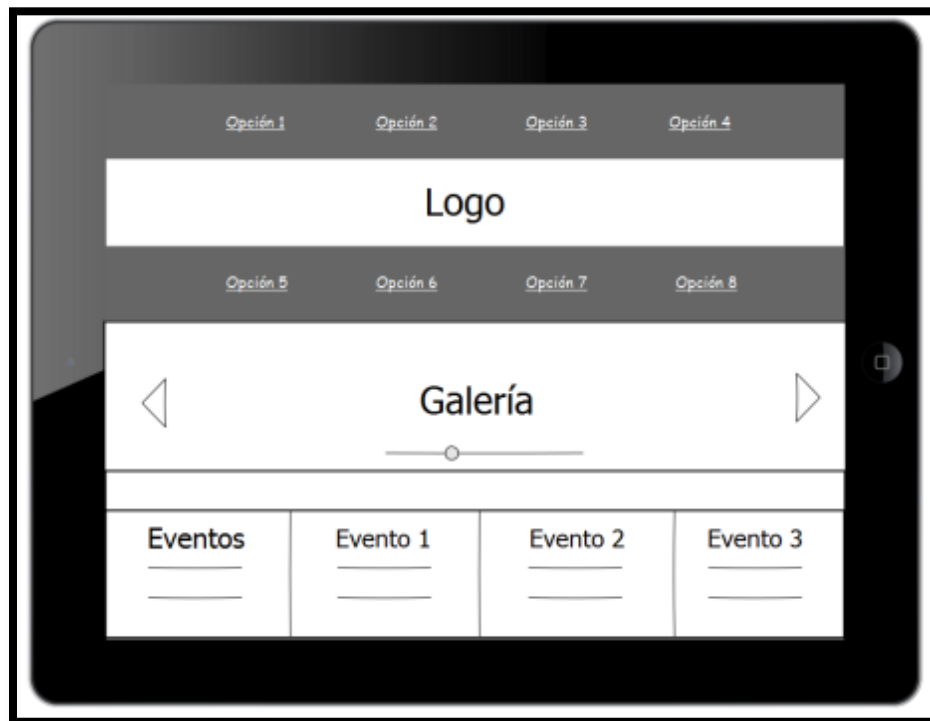 Opción 1 Opción 2 Opción 3 Opción 4
Logo
Opción 5 Opción 6 Opción 7 Opción 8
Galería
Eventos Evento 1 Evento 2 Evento 3